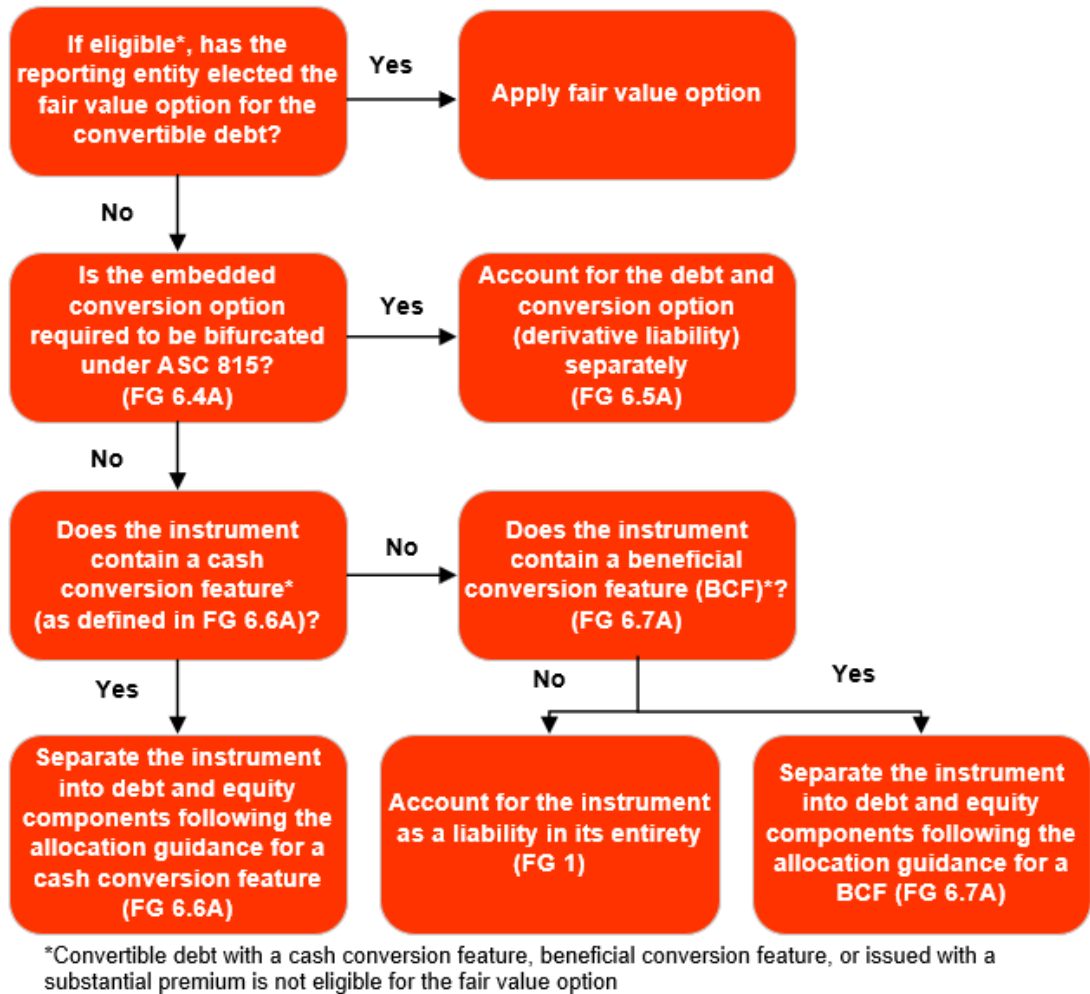 If eligible*, has the
reporting entity elected the
fair value option for the
convertible debt?
Yes
Apply fair value option
No
Is the embedded
conversion option
required to be bifurcated
under ASC 815?
(FG 6.4A)
Yes
Account for the debt and
conversion option
(derivative liability)
separately
(FG 6.5A)
No
Does the instrument
contain a cash
conversion feature*
(as defined in FG 6.6A)?
No
Does the instrument
contain a beneficial
conversion feature (BCF)*?
(FG 6.7A)
Yes
No
Yes
Separate the instrument
into debt and equity
components following the
allocation guidance for a
cash conversion feature
(FG 6.6A)
Account for the instrument
as a liability in its entirety
(FG 1)
Separate the instrument
into debt and equity
components following the
allocation guidance for a
BCF (FG 6.7A)
*Convertible debt with a cash conversion feature, beneficial conversion feature, or issued with a
substantial premium is not eligible for the fair value option